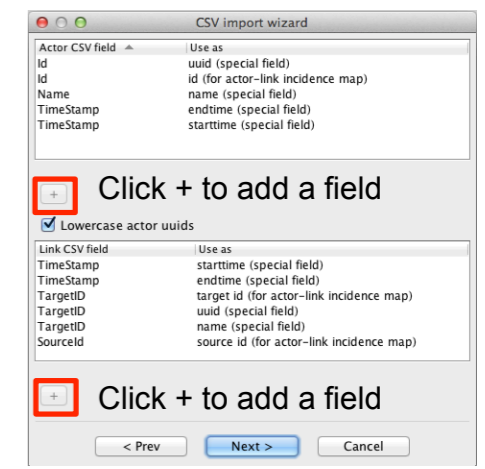 CSV import wizard
Actor CSV field Use as
Id uuid (special field)
Id id (for actor-link incidence map)
Name name (special field)
TimeStamp endtime (special field)
TimeStamp starttime (special field)
+ Click + to add a field
Lowercase actor uuids
Link CSV field Use as
TimeStamp starttime (special field)
TimeStamp endtime (special field)
TargetID target id (for actor-link incidence map)
TargetID uuid (special field)
TargetID name (special field)
SourceId source id (for actor-link incidence map)
+ Click + to add a field
< Prev Next > Cancel